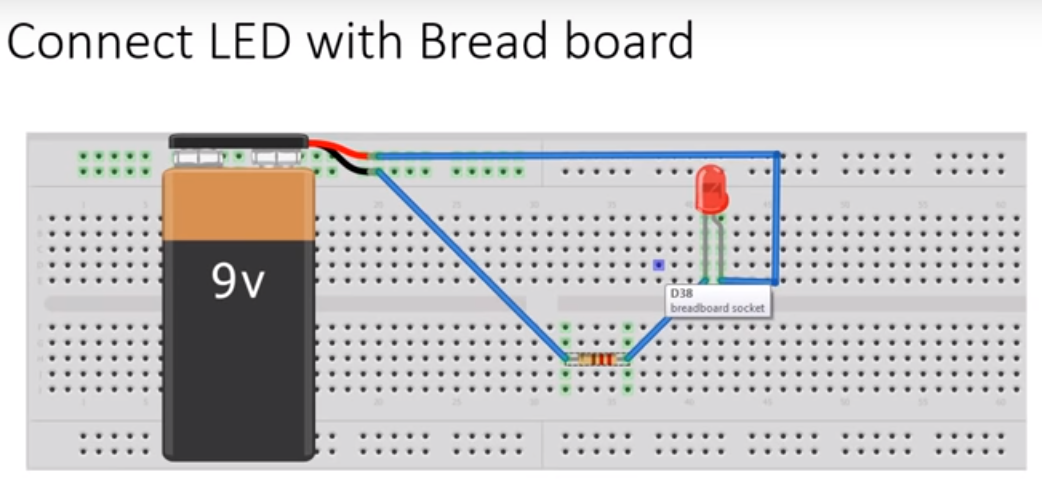 Connect LED with Bread board
9v
D38
breadboard socket